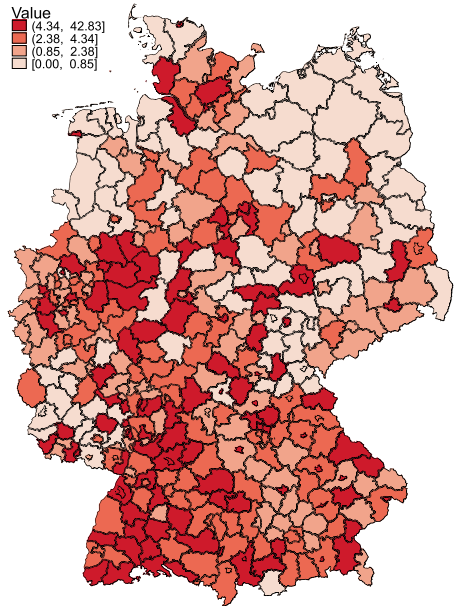 Value
(4.34, 42.83]
(2.38, 4.34]
(0.85, 2.38]
[0.00, 0.85]